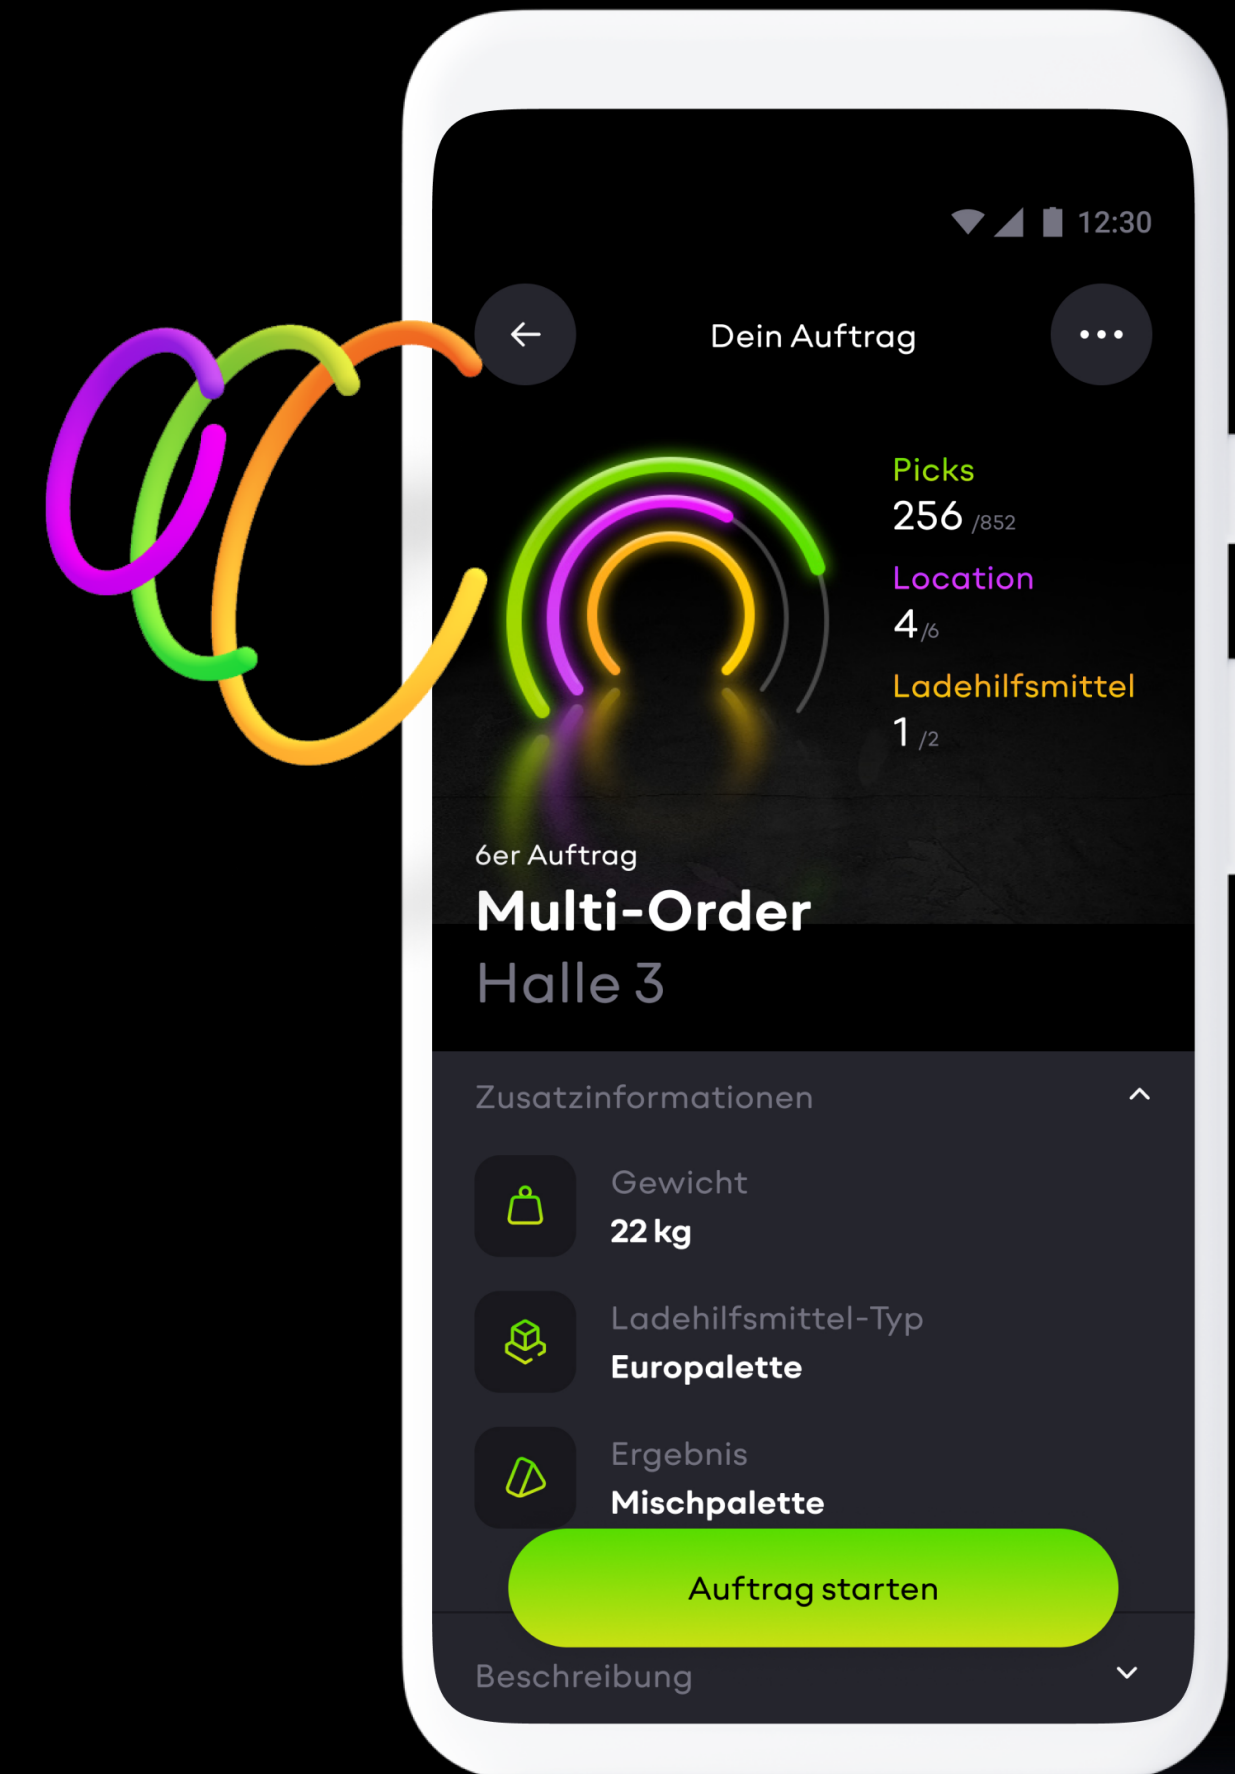 12:30
Dein Auftrag
Picks
256 /852
Location
4 /6
Ladehilfsmittel
1 /2
6er Auftrag
Multi-Order
Halle 3
Zusatzinformationen
Gewicht
22 kg
Ladehilfsmittel-Typ
Europalette
Ergebnis
Mischpalette
Auftrag starten
Beschreibung